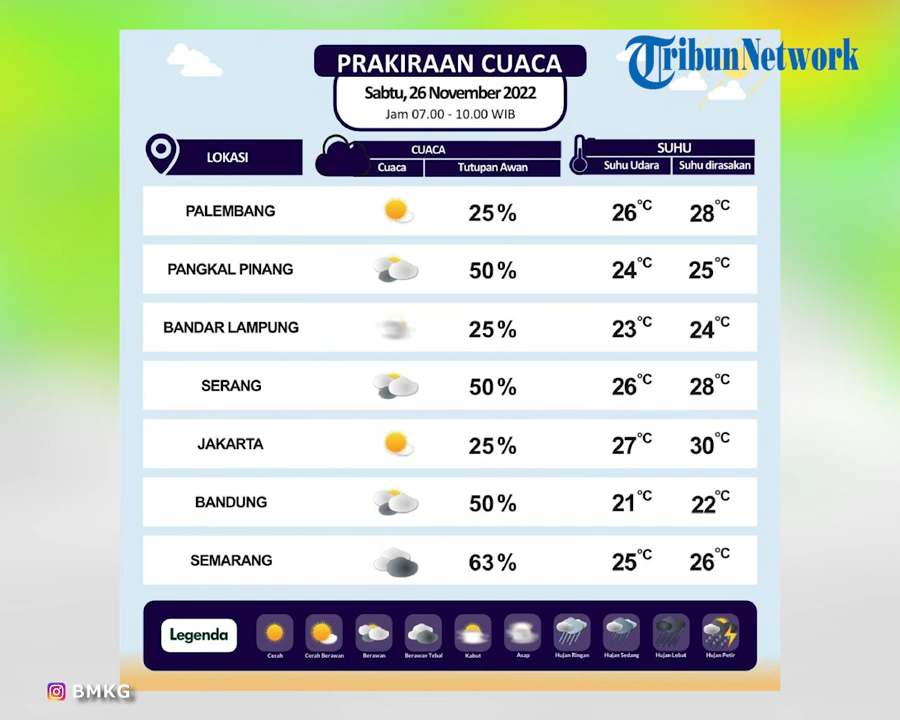 TribunNetwork
PRAKIRAAN CUACA
Sabtu, 26 November 2022
Jam 07.00 - 10.00 WIB
LOKASI
CUACA
Cuaca
Tutupan Awan
SUHU
Suhu Udara
Suhu dirasakan
PALEMBANG 25% 26°C 28°C
PANGKAL PINANG 50% 24°C 25°C
BANDAR LAMPUNG 25% 23°C 24°C
SERANG 50% 26°C 28°C
JAKARTA 25% 27°C 30°C
BANDUNG 50% 21°C 22°C
SEMARANG 63% 25°C 26°C
Legenda
Cerah
Cerah Berawan
Berawan
Berawan Tebal
Kabut
Asap
Hujan Ringan
Hujan Sedang
Hujan Lebat
Hujan Petir
BMKG